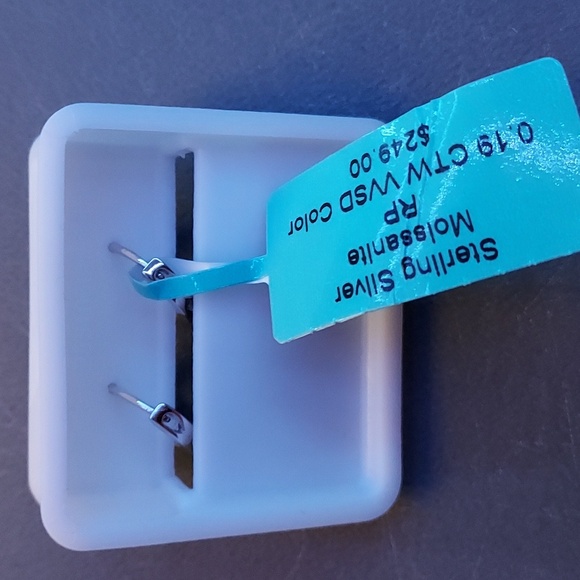 Sterling Silver
Moissanite
RP
0.19 CTW VVSD Color
$249.00